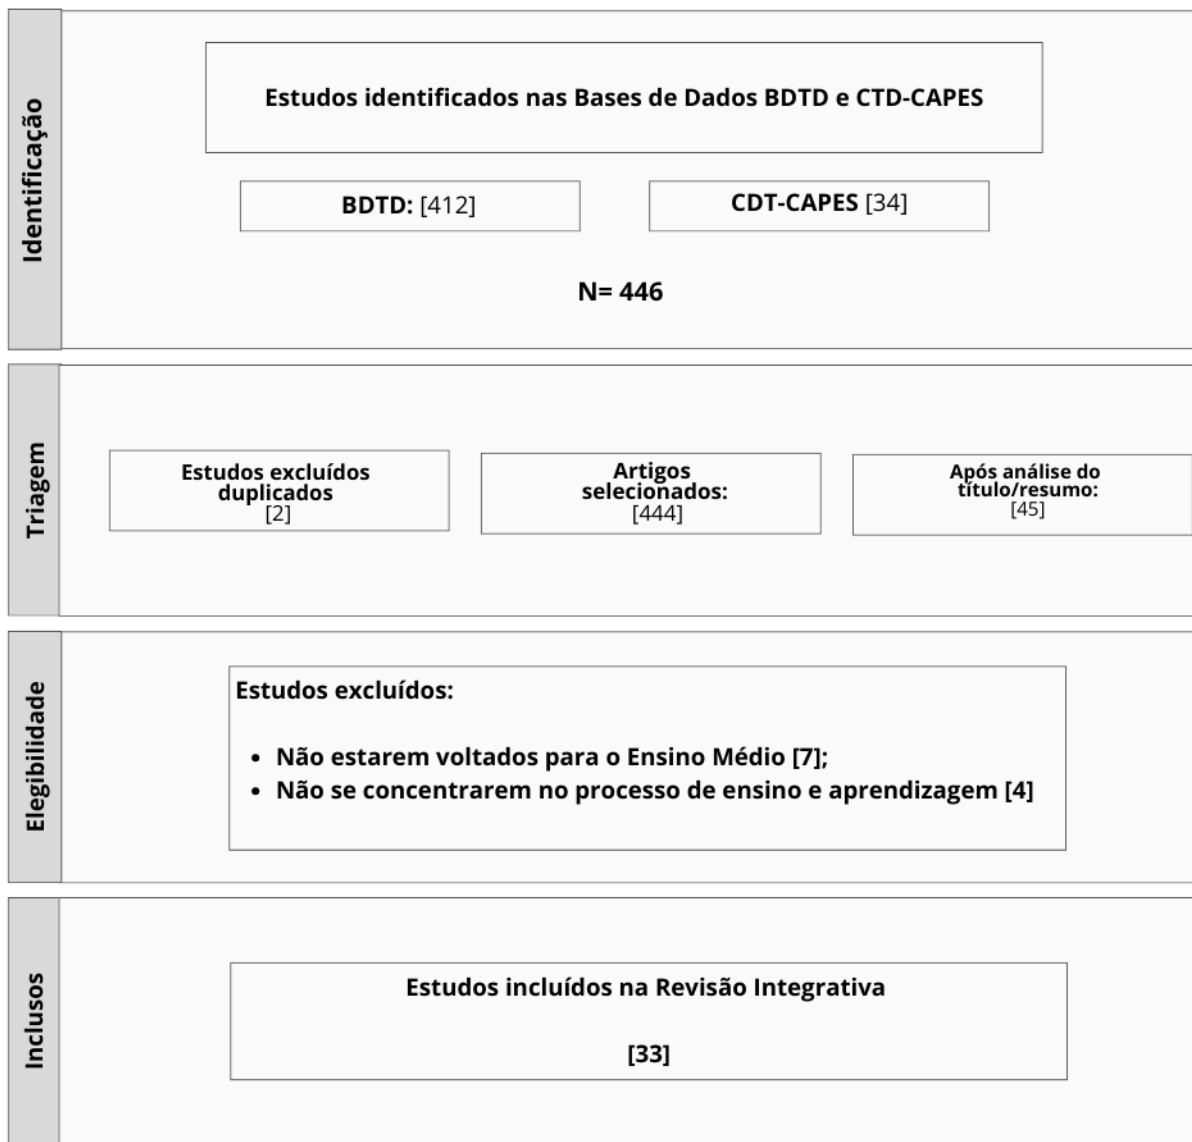 Identificação
Estudos identificados nas Bases de Dados BDTD e CTD-CAPES
BDTD: [412]
CDT-CAPES [34]
N= 446
Triagem
Estudos excluídos
duplicados
[2]
Artigos
selecionados:
[444]
Após análise do
título/resumo:
[45]
Elegibilidade
Estudos excluídos:
• Não estarem voltados para o Ensino Médio [7];
• Não se concentrarem no processo de ensino e aprendizagem [4]
Inclusos
Estudos incluídos na Revisão Integrativa
[33]